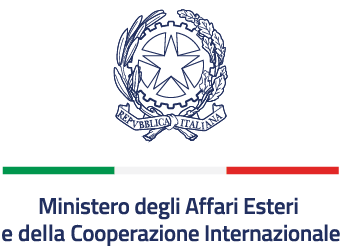 REPVBBLICA ITALIANA
Ministero degli Affari Esteri
e della Cooperazione Internazionale